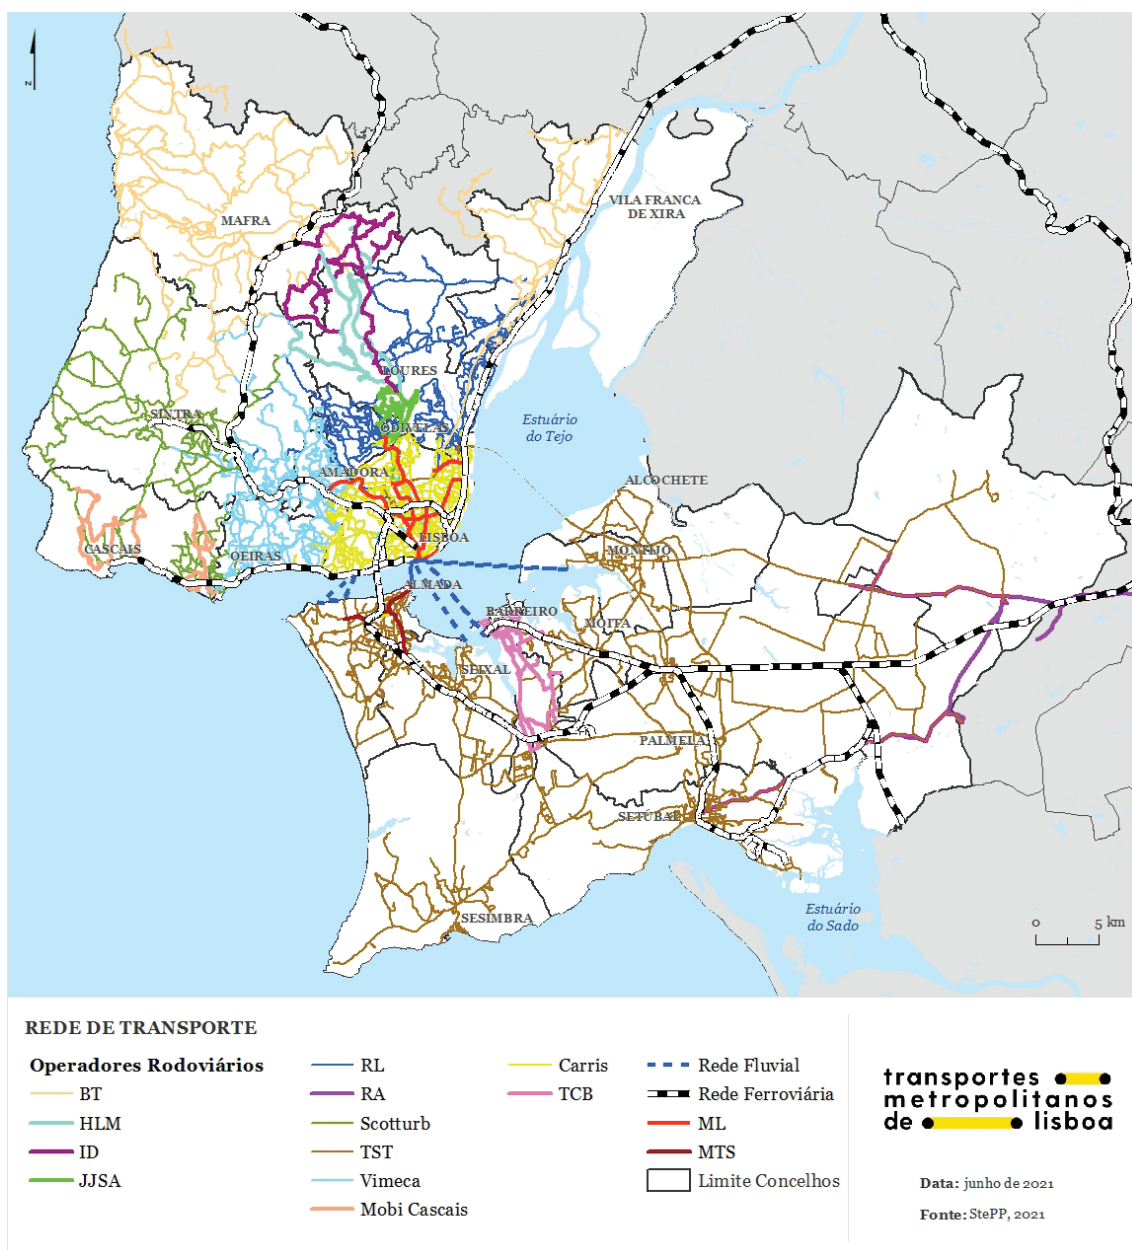 N
MAFRA
VILA FRANCA
DE XIRA
LOURES
SINTRA
ODIVELAS
Estuário
do Tejo
AMADORA
ALCOCHETE
LISBOA
CASCAIS
OEIRAS
MONTIJO
ALMADA
BARREIRO
MOITA
SEIXAL
PALMELA
SETÚBAL
SESIMBRA
Estuário
do Sado
0 5 km
REDE DE TRANSPORTE
Operadores Rodoviários
BT
HLM
ID
JJSA
RL
RA
Scotturb
TST
Vimeca
Mobi Cascais
Carris
TCB
Rede Fluvial
Rede Ferroviária
ML
MTS
Limite Concelhos
transportes
metropolitanos
de lisboa
Data: junho de 2021
Fonte: StePP, 2021